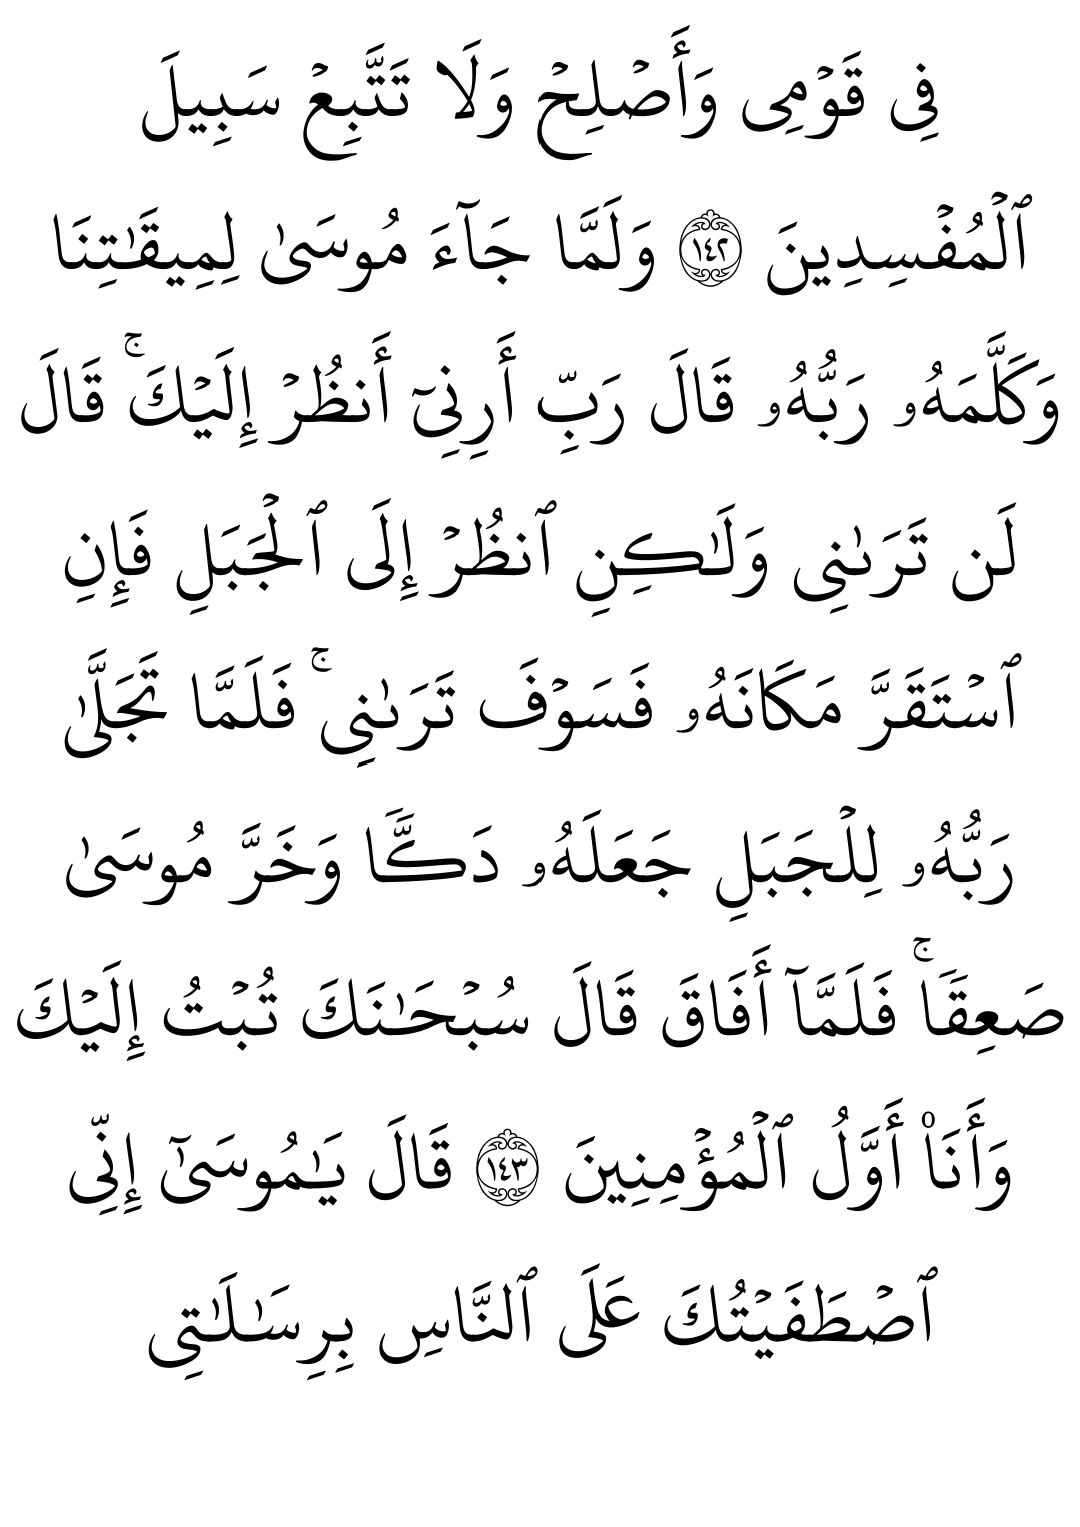 فِى قَوْمِى وَأَصْلِحْ وَلَا تَتَّبِعْ سَبِيلَ
ٱلْمُفْسِدِينَ ١٤٢ وَلَمَّا جَآءَ مُوسَىٰ لِمِيقَـٰتِنَا
وَكَلَّمَهُۥ رَبُّهُۥ قَالَ رَبِّ أَرِنِىٓ أَنظُرْ إِلَيْكَ ۚ قَالَ
لَن تَرَىٰنِى وَلَـٰكِنِ ٱنظُرْ إِلَى ٱلْجَبَلِ فَإِنِ
ٱسْتَقَرَّ مَكَانَهُۥ فَسَوْفَ تَرَىٰنِى ۚ فَلَمَّا تَجَلَّىٰ
رَبُّهُۥ لِلْجَبَلِ جَعَلَهُۥ دَكًّا وَخَرَّ مُوسَىٰ
صَعِقًا ۚ فَلَمَّآ أَفَاقَ قَالَ سُبْحَـٰنَكَ تُبْتُ إِلَيْكَ
وَأَنَا۠ أَوَّلُ ٱلْمُؤْمِنِينَ ١٤٣ قَالَ يَـٰمُوسَىٰٓ إِنِّى
ٱصْطَفَيْتُكَ عَلَى ٱلنَّاسِ بِرِسَـٰلَـٰتِى